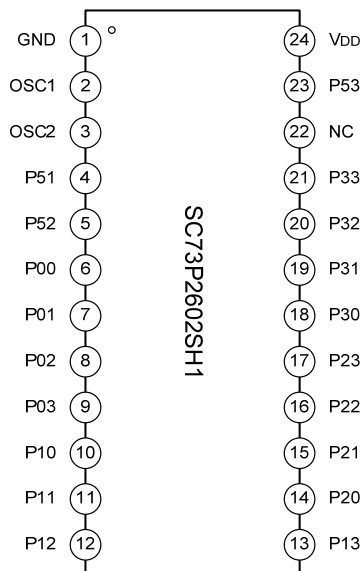 GND 1 24 VDD
OSC1 2 23 P53
OSC2 3 22 NC
P51 4 21 P33
P52 5 20 P32
P00 6 19 P31
P01 7 18 P30
P02 8 17 P23
P03 9 16 P22
P10 10 15 P21
P11 11 14 P20
P12 12 13 P13
SC73P2602SH1